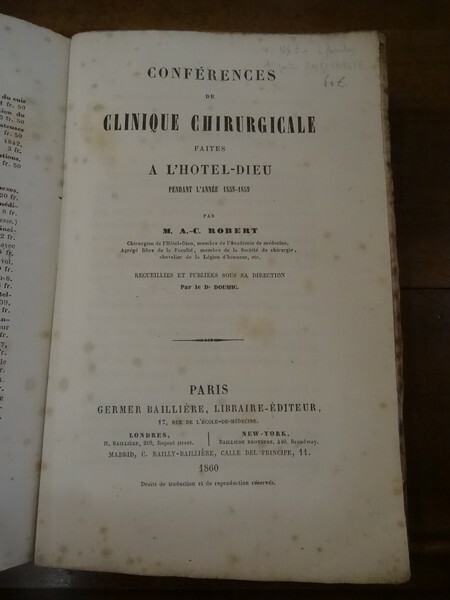 CONFÉRENCES
DE
CLINIQUE CHIRURGICALE
FAITES
A L'HOTEL-DIEU
PENDANT L'ANNÉE 1858-1859
PAR
M. A.-C. ROBERT
Chirurgien de l'Hôtel-Dieu, membre de l'Académie de médecine,
Agrégé libre de la Faculté, membre de la Société de chirurgie,
chevalier de la Légion d'honneur, etc.
RECUEILLIES ET PUBLIÉES SOUS SA DIRECTION
Par le Dr DOUMIC.
PARIS
GERMER BAILLIÈRE, LIBRAIRE-ÉDITEUR,
17, RUE DE L'ÉCOLE-DE-MÉDECINE.
LONDRES, NEW-YORK,
H. BAILLIÈRE, 219, Regent street. BAILLIÈRE BROTHERS, 440, Broadway.
MADRID, C. BAILLY-BAILLIÈRE, CALLE DEL PRINCIPE, 11.
1860
Droits de traduction et de reproduction réservés.